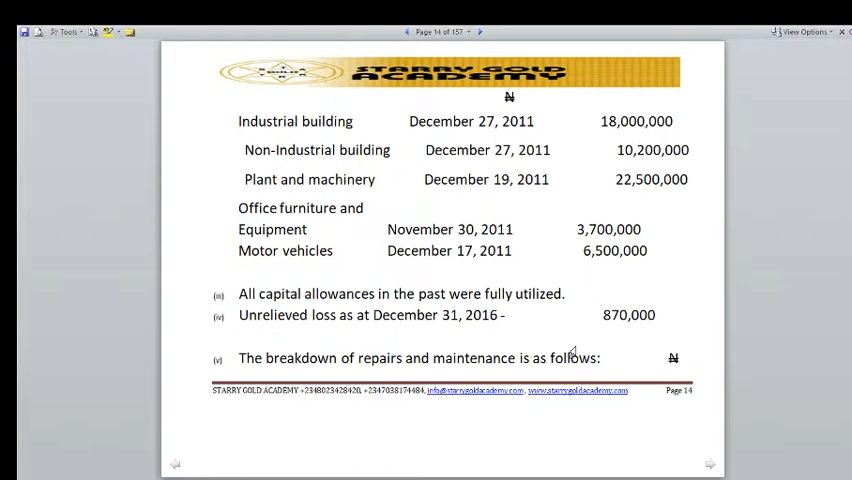 Tools
Page 14 of 157
View Options
STARRY GOLD
ACADEMY
₦
Industrial building December 27, 2011 18,000,000
Non-Industrial building December 27, 2011 10,200,000
Plant and machinery December 19, 2011 22,500,000
Office furniture and
Equipment November 30, 2011 3,700,000
Motor vehicles December 17, 2011 6,500,000
(iii) All capital allowances in the past were fully utilized.
(iv) Unrelieved loss as at December 31, 2016 - 870,000
(v) The breakdown of repairs and maintenance is as follows: ₦
STARRY GOLD ACADEMY +2348023428420, +2347038174484, info@starrygoldacademy.com, www.starrygoldacademy.com Page 14